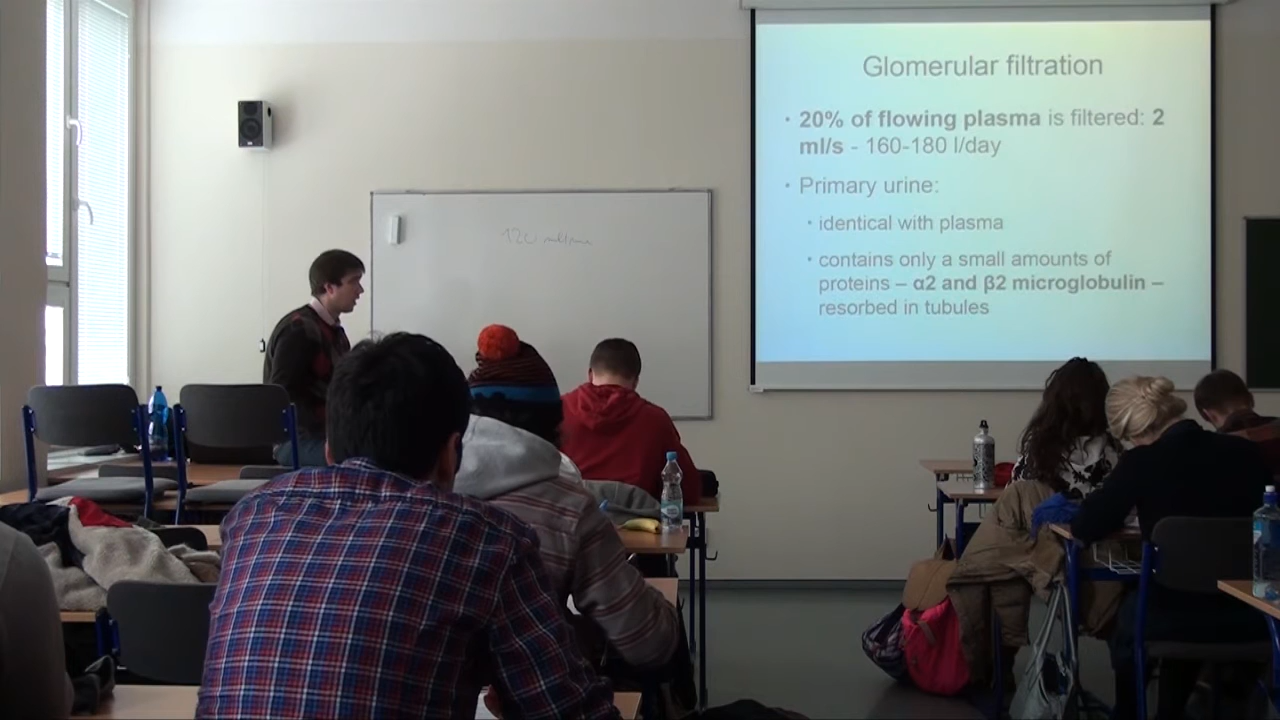 Glomerular filtration
· 20% of flowing plasma is filtered: 2
ml/s - 160-180 l/day
· Primary urine:
· identical with plasma
· contains only a small amounts of
proteins – α2 and β2 microglobulin –
resorbed in tubules
120